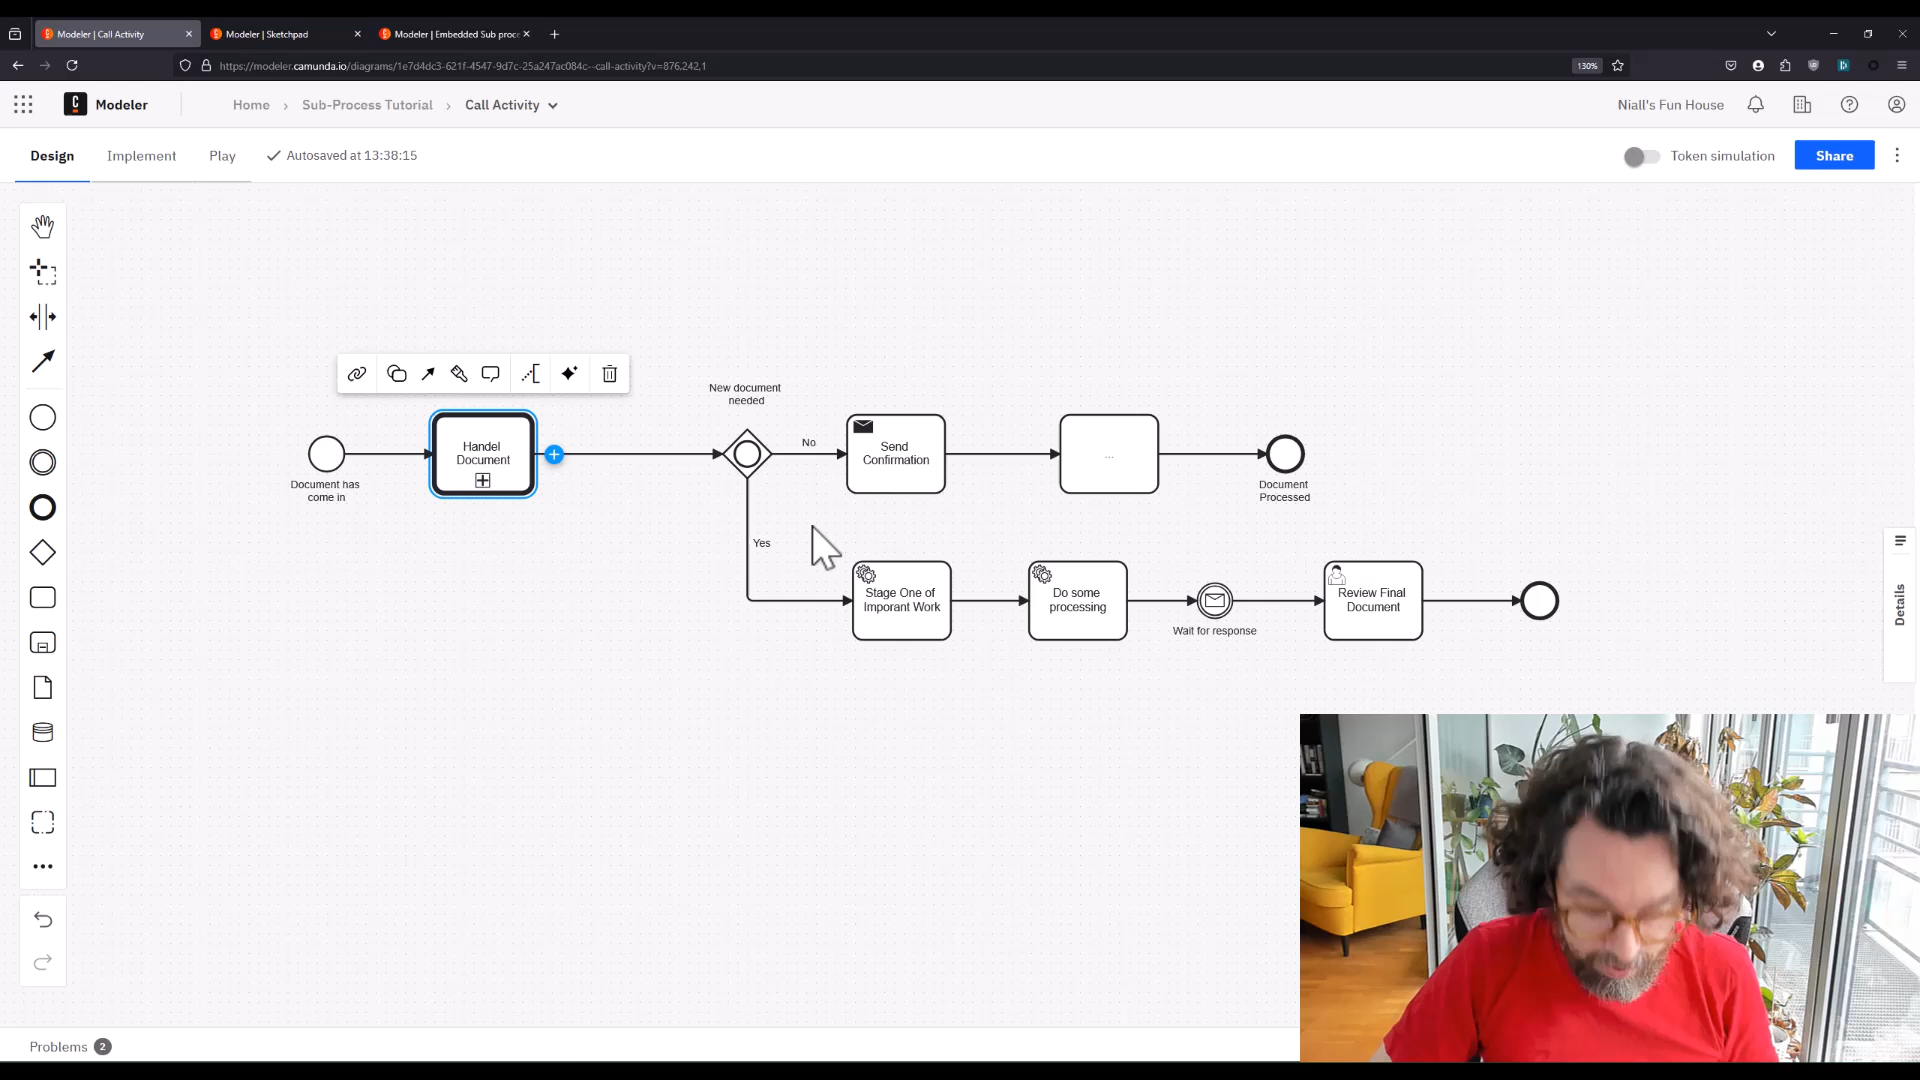 Modeler | Call Activity
Modeler | Sketchpad
Modeler | Embedded Sub proce
https://modeler.camunda.io/diagrams/1e7d4dc3-621f-4547-9d7c-25a247ac084c--call-activity?v=876,242,1
130%
C Modeler
Home > Sub-Process Tutorial > Call Activity
Niall's Fun House
Design
Implement
Play
Autosaved at 13:38:15
Token simulation
Share
New document
needed
Handel
Document
Document has
come in
No
Send
Confirmation
...
Document
Processed
Yes
Stage One of
Imporant Work
Do some
processing
Wait for response
Review Final
Document
Details
Problems 2